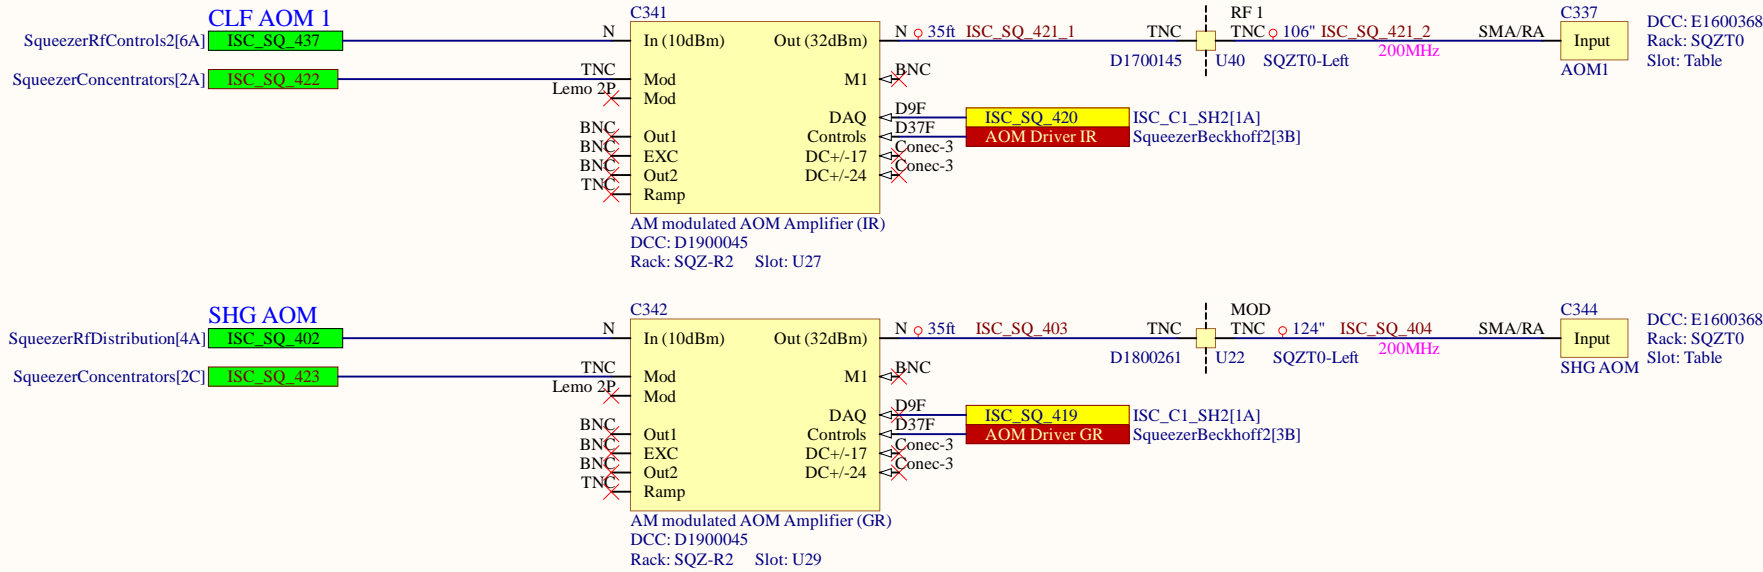 CLF AOM 1
SqueezerRfControls2[6A] ISC_SQ_437
SqueezerConcentrators[2A] ISC_SQ_422
C341
N In (10dBm) Out (32dBm) N 35ft ISC_SQ_421_1 TNC
TNC Mod M1 BNC
Lemo 2P Mod
DAQ D9F ISC_SQ_420 ISC_C1_SH2[1A]
BNC Out1 Controls D37F AOM Driver IR SqueezerBeckhoff2[3B]
BNC EXC DC+/-17 Conec-3
BNC Out2 DC+/-24 Conec-3
TNC Ramp
AM modulated AOM Amplifier (IR)
DCC: D1900045
Rack: SQZ-R2 Slot: U27
RF 1
TNC 106" ISC_SQ_421_2 SMA/RA
D1700145 U40 SQZT0-Left 200MHz
C337
Input
AOM1
DCC: E1600368
Rack: SQZT0
Slot: Table
SHG AOM
SqueezerRfDistribution[4A] ISC_SQ_402
SqueezerConcentrators[2C] ISC_SQ_423
C342
N In (10dBm) Out (32dBm) N 35ft ISC_SQ_403 TNC
TNC Mod M1 BNC
Lemo 2P Mod
DAQ D9F ISC_SQ_419 ISC_C1_SH2[1A]
BNC Out1 Controls D37F AOM Driver GR SqueezerBeckhoff2[3B]
BNC EXC DC+/-17 Conec-3
BNC Out2 DC+/-24 Conec-3
TNC Ramp
AM modulated AOM Amplifier (GR)
DCC: D1900045
Rack: SQZ-R2 Slot: U29
MOD
TNC 124" ISC_SQ_404 SMA/RA
D1800261 U22 SQZT0-Left 200MHz
C344
Input
SHG AOM
DCC: E1600368
Rack: SQZT0
Slot: Table